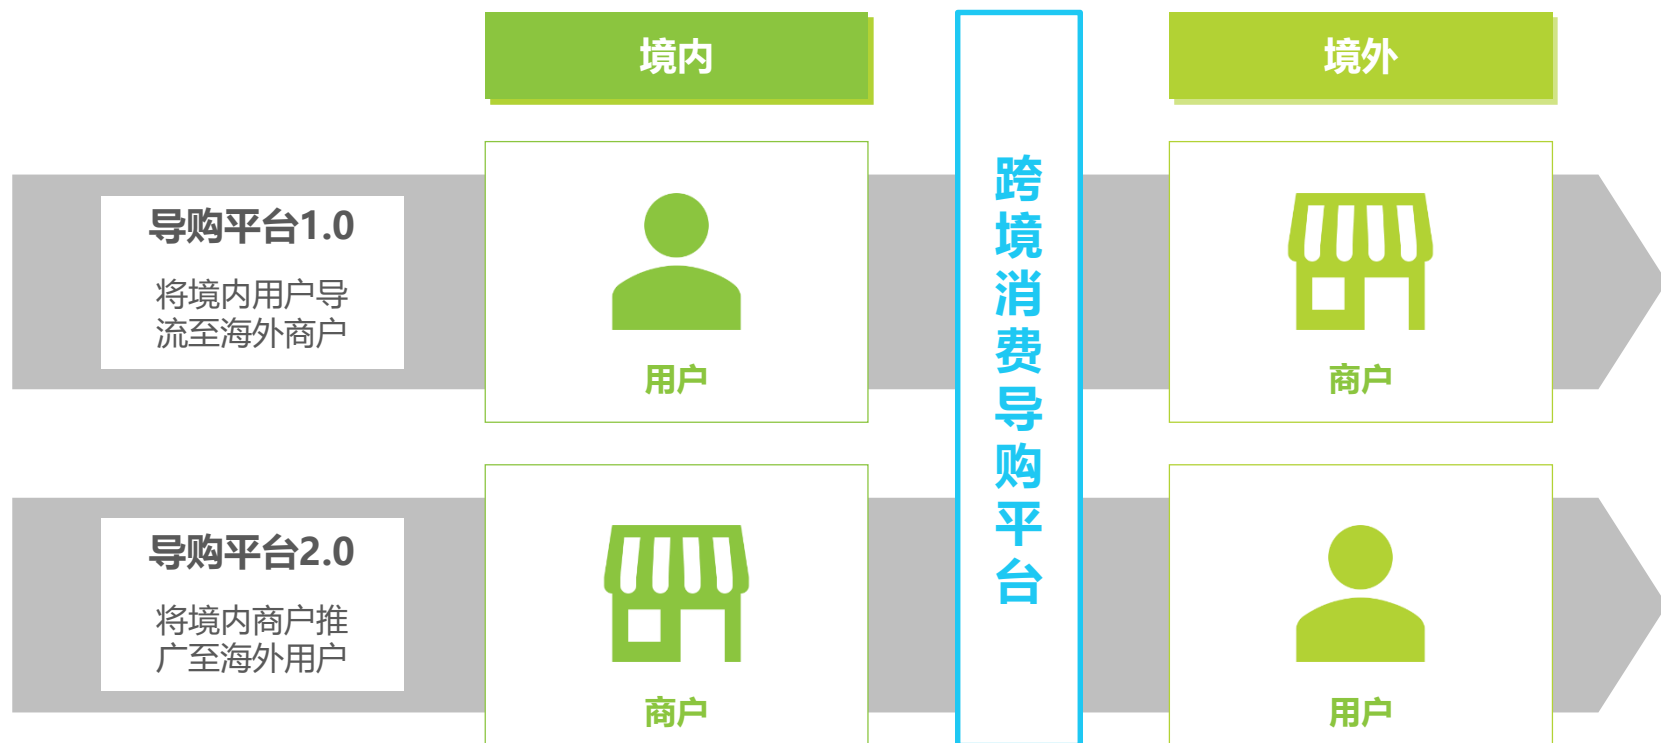 境内
境外
导购平台1.0
将境内用户导
流至海外商户
用户
跨境消费导购平台
商户
导购平台2.0
将境内商户推
广至海外用户
商户
用户